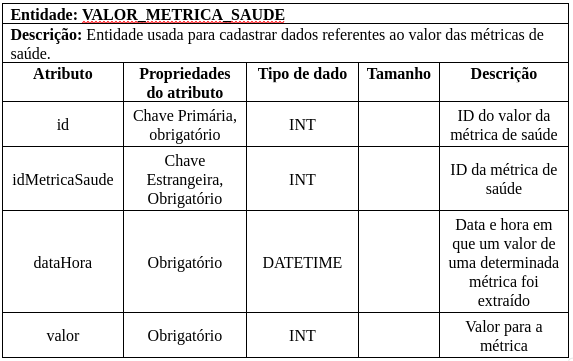 Entidade: VALOR_METRICA_SAUDE
Descrição: Entidade usada para cadastrar dados referentes ao valor das métricas de
saúde.
Atributo
Propriedades
do atributo
Tipo de dado
Tamanho
Descrição
id
Chave Primária,
obrigatório
INT
ID do valor da
métrica de saúde
idMetricaSaude
Chave
Estrangeira,
Obrigatório
INT
ID da métrica de
saúde
dataHora
Obrigatório
DATETIME
Data e hora em
que um valor de
uma determinada
métrica foi
extraído
valor
Obrigatório
INT
Valor para a
métrica